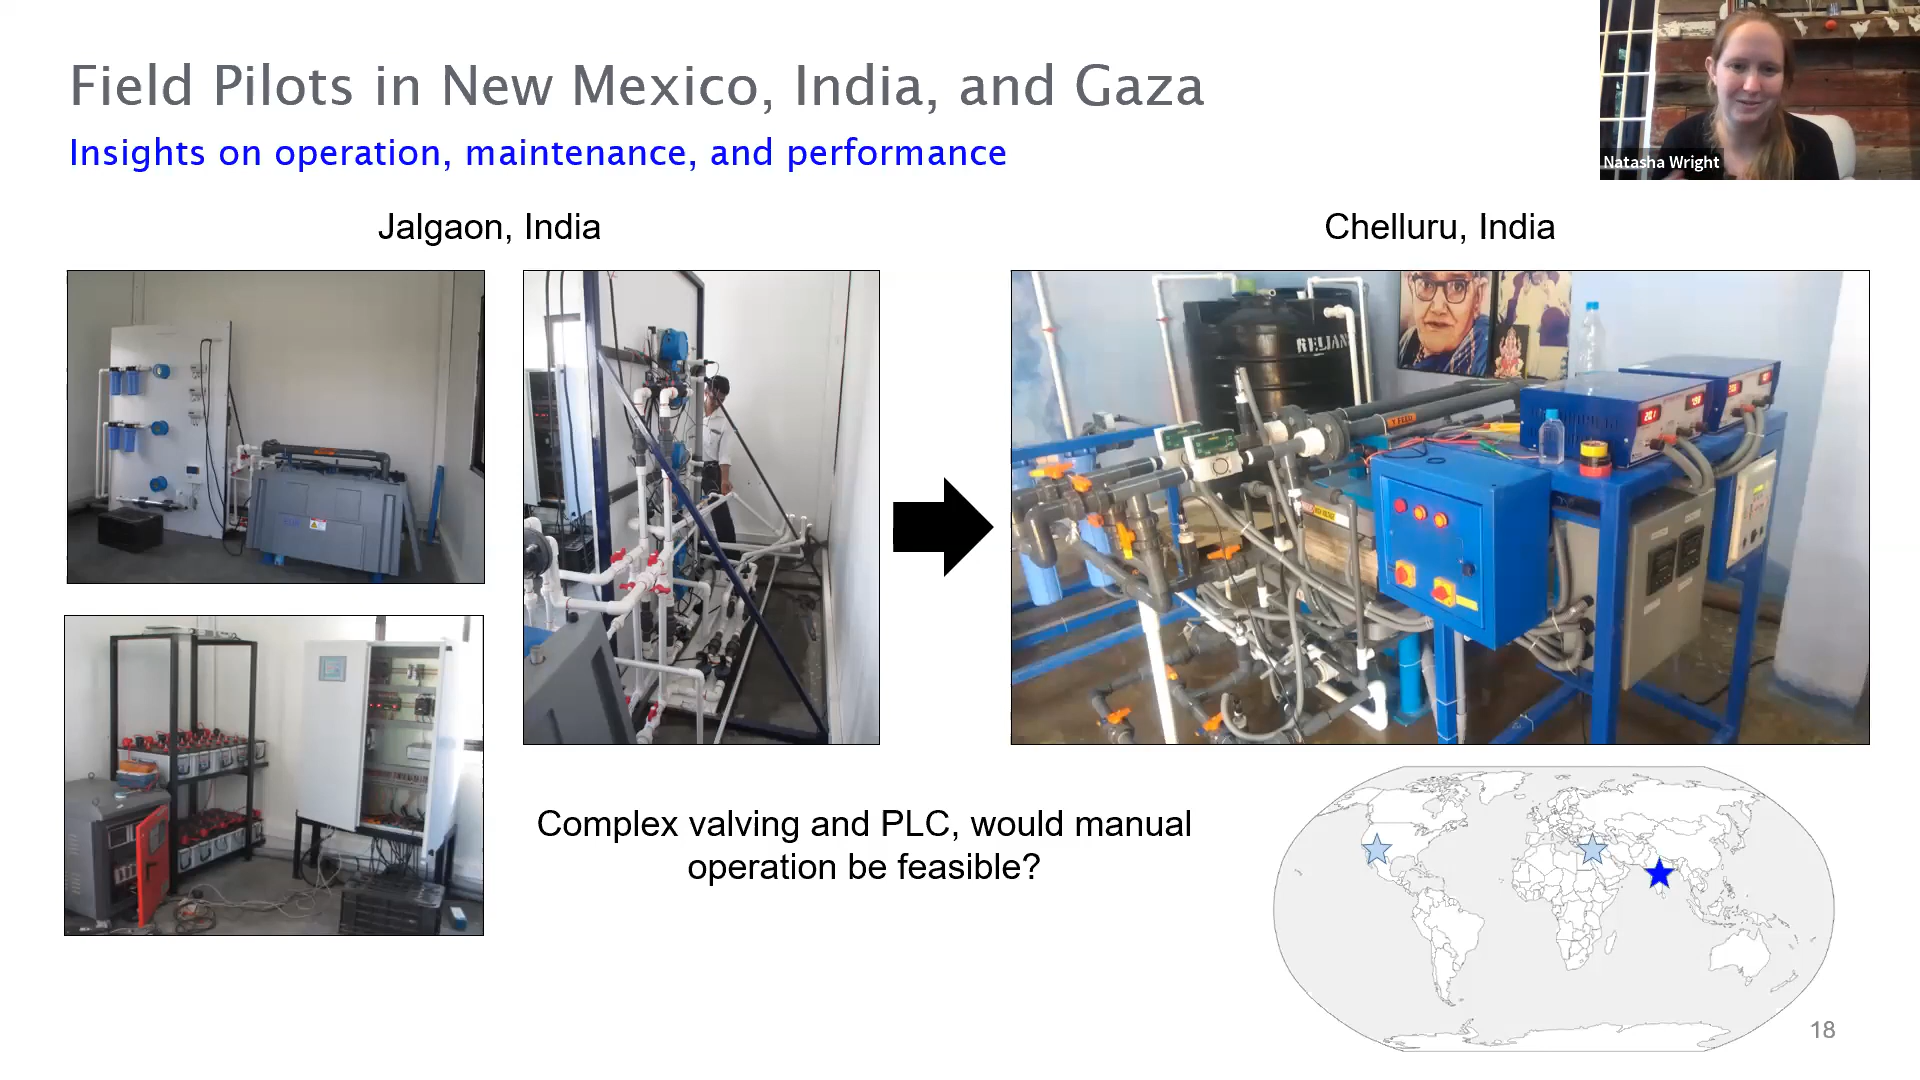 Field Pilots in New Mexico, India, and Gaza
Insights on operation, maintenance, and performance
Natasha Wright
Jalgaon, India
Chelluru, India
RELIAN
Complex valving and PLC, would manual
operation be feasible?
18